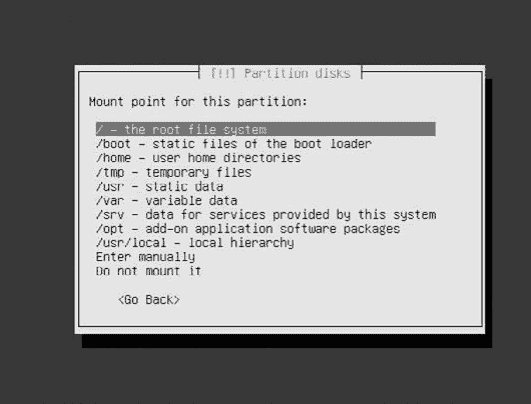 [!!] Partition disks
Mount point for this partition:
/ - the root file system
/boot - static files of the boot loader
/home - user home directories
/tmp - temporary files
/usr - static data
/var - variable data
/srv - data for services provided by this system
/opt - add-on application software packages
/usr/local - local hierarchy
Enter manually
Do not mount it
<Go Back>